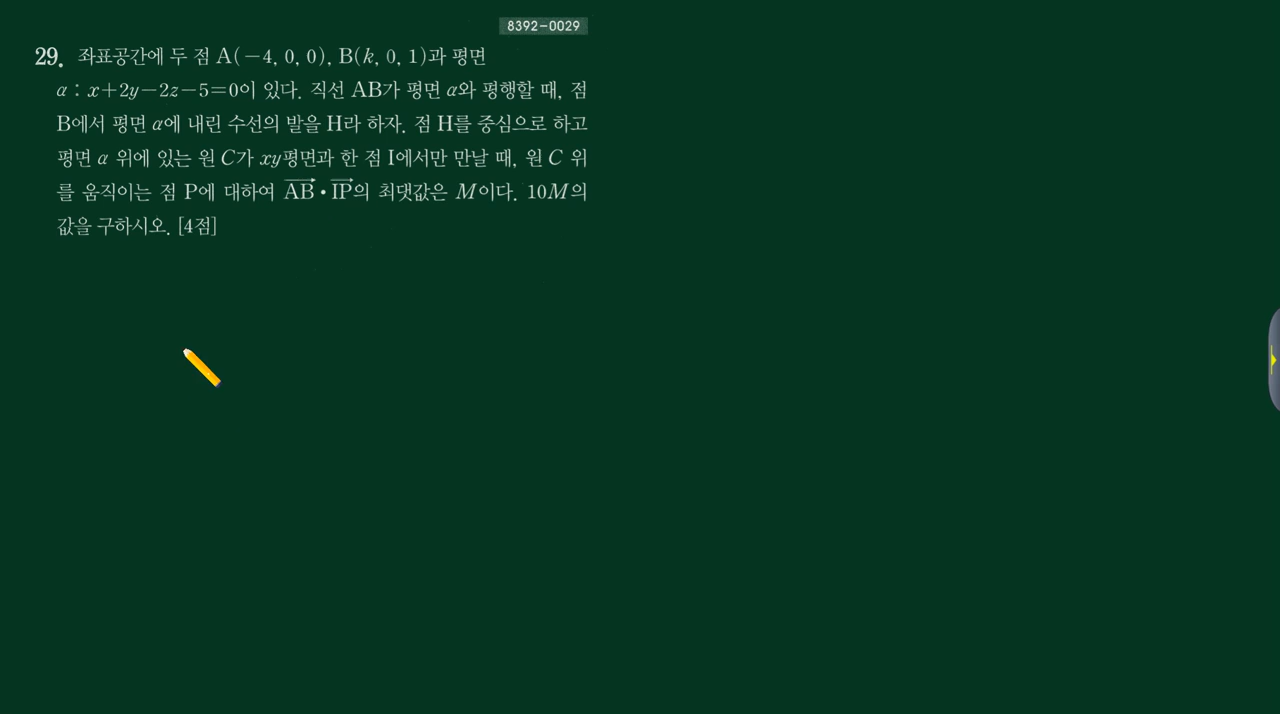 8392-0029
29. 좌표공간에 두 점 A(−4, 0, 0), B(k, 0, 1)과 평면
α : x+2y−2z−5=0이 있다. 직선 AB가 평면 α와 평행할 때, 점
B에서 평면 α에 내린 수선의 발을 H라 하자. 점 H를 중심으로 하고
평면 α 위에 있는 원 C가 xy평면과 한 점 I에서만 만날 때, 원 C 위
를 움직이는 점 P에 대하여 $\overrightarrow{AB}$•$\overrightarrow{IP}$의 최댓값은 M이다. 10M의
값을 구하시오. [4점]